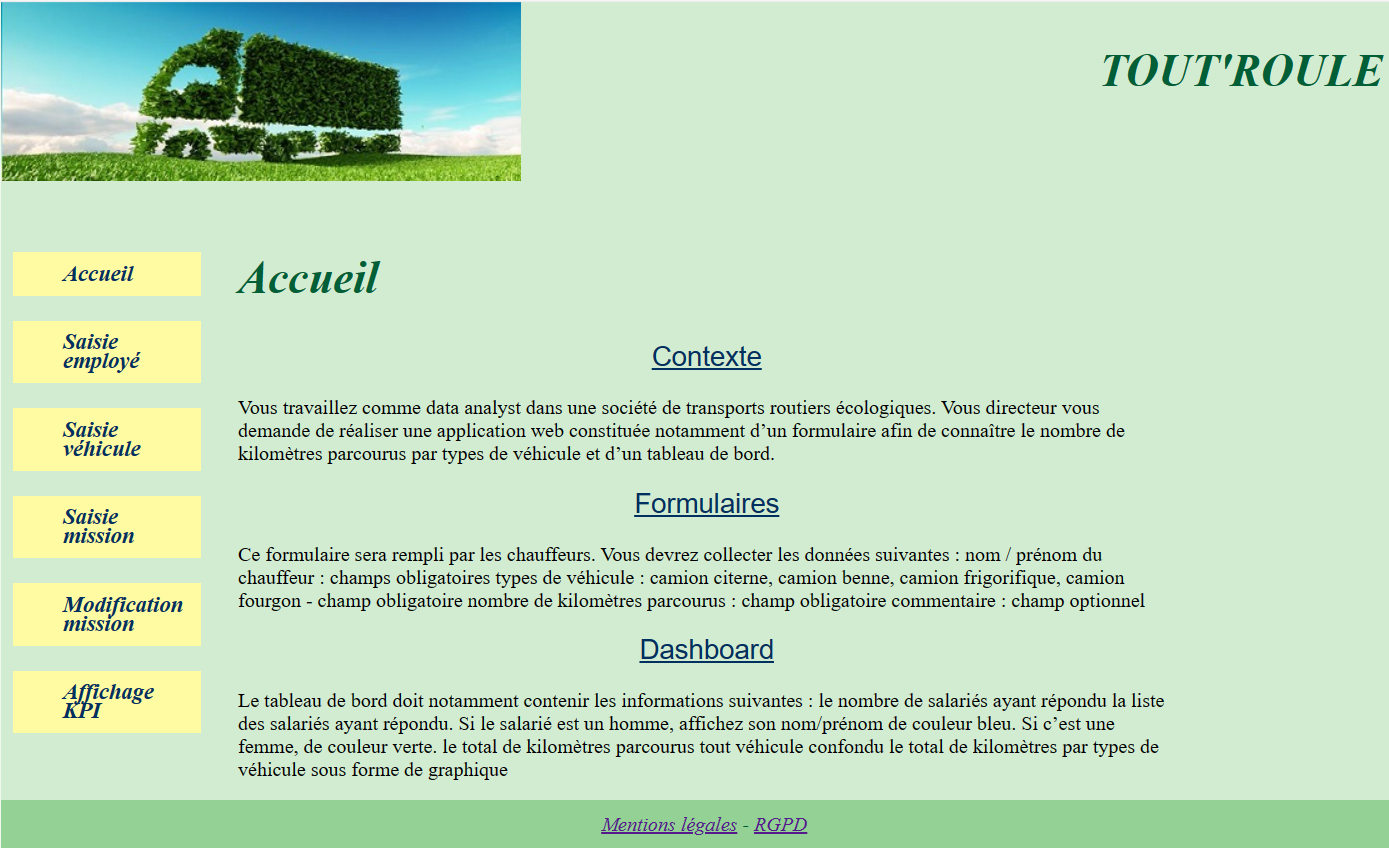 TOUT'ROULE
Accueil
Saisie
employé
Saisie
véhicule
Saisie
mission
Modification
mission
Affichage
KPI
Accueil
Contexte
Vous travaillez comme data analyst dans une société de transports routiers écologiques. Vous directeur vous
demande de réaliser une application web constituée notamment d’un formulaire afin de connaître le nombre de
kilomètres parcourus par types de véhicule et d’un tableau de bord.
Formulaires
Ce formulaire sera rempli par les chauffeurs. Vous devrez collecter les données suivantes : nom / prénom du
chauffeur : champs obligatoires types de véhicule : camion citerne, camion benne, camion frigorifique, camion
fourgon - champ obligatoire nombre de kilomètres parcourus : champ obligatoire commentaire : champ optionnel
Dashboard
Le tableau de bord doit notamment contenir les informations suivantes : le nombre de salariés ayant répondu la liste
des salariés ayant répondu. Si le salarié est un homme, affichez son nom/prénom de couleur bleu. Si c’est une
femme, de couleur verte. le total de kilomètres parcourus tout véhicule confondu le total de kilomètres par types de
véhicule sous forme de graphique
Mentions légales - RGPD